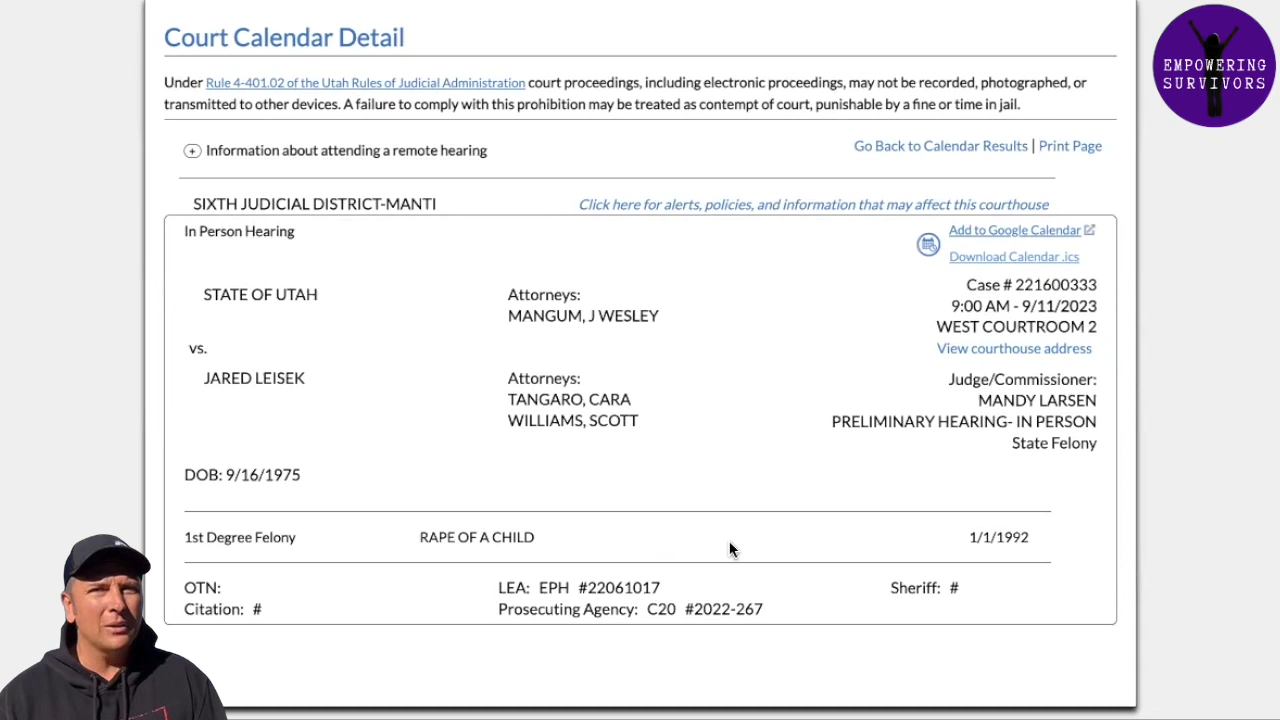 Court Calendar Detail
EMPOWERING
SURVIVORS
Under Rule 4-401.02 of the Utah Rules of Judicial Administration court proceedings, including electronic proceedings, may not be recorded, photographed, or
transmitted to other devices. A failure to comply with this prohibition may be treated as contempt of court, punishable by a fine or time in jail.
+ Information about attending a remote hearing
Go Back to Calendar Results | Print Page
SIXTH JUDICIAL DISTRICT-MANTI
Click here for alerts, policies, and information that may affect this courthouse
In Person Hearing
Add to Google Calendar
Download Calendar .ics
Case # 221600333
9:00 AM - 9/11/2023
WEST COURTROOM 2
View courthouse address
STATE OF UTAH
Attorneys:
MANGUM, J WESLEY
vs.
JARED LEISEK
Attorneys:
TANGARO, CARA
WILLIAMS, SCOTT
Judge/Commissioner:
MANDY LARSEN
PRELIMINARY HEARING- IN PERSON
State Felony
DOB: 9/16/1975
1st Degree Felony RAPE OF A CHILD 1/1/1992
OTN: LEA: EPH #22061017 Sheriff: #
Citation: # Prosecuting Agency: C20 #2022-267